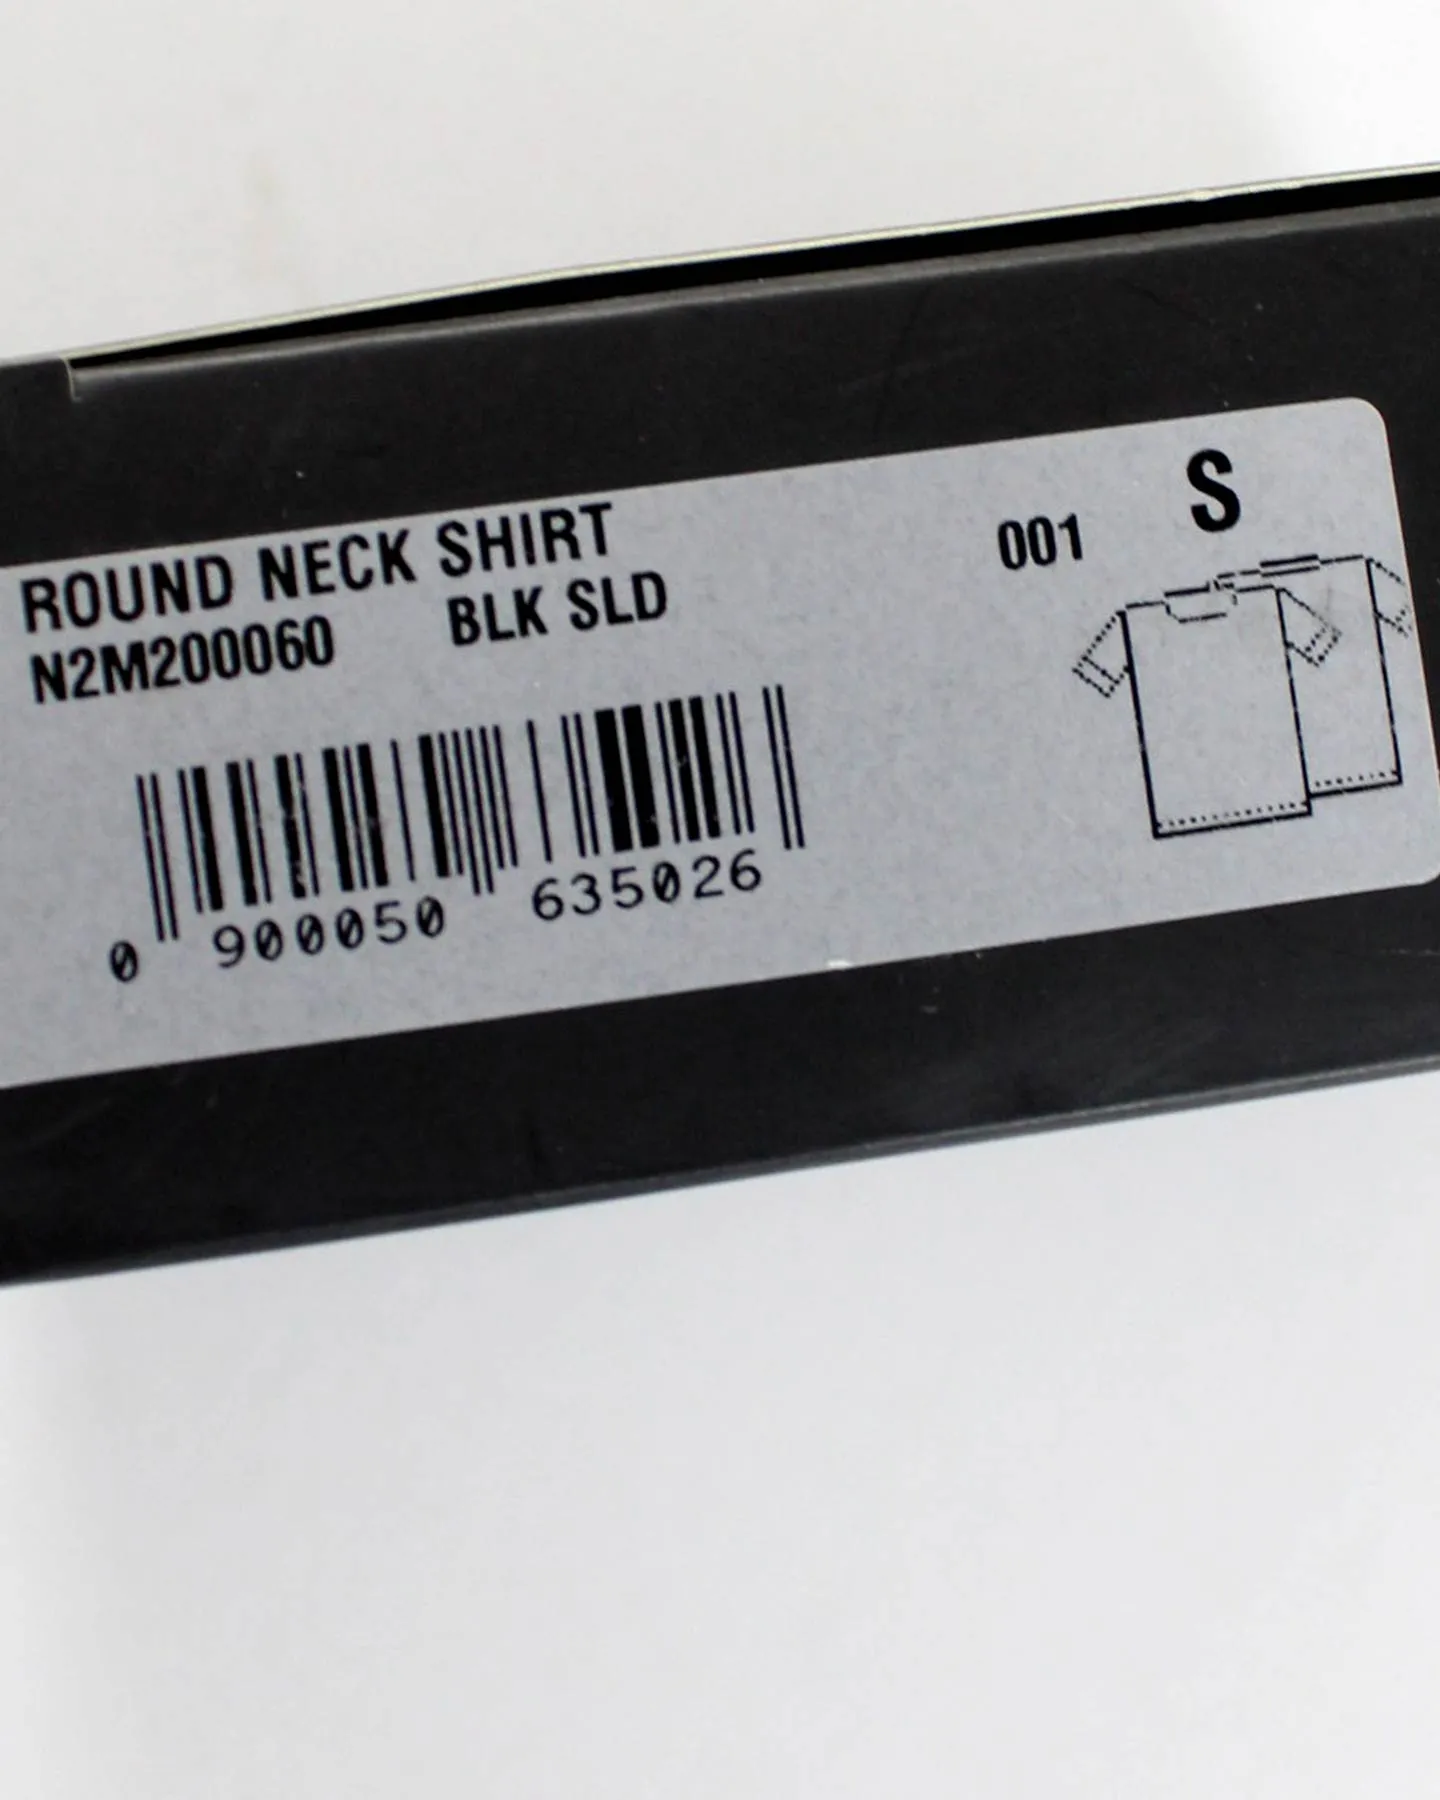 ROUND NECK SHIRT
N2M200060 BLK SLD
001 S
0 900050 635026